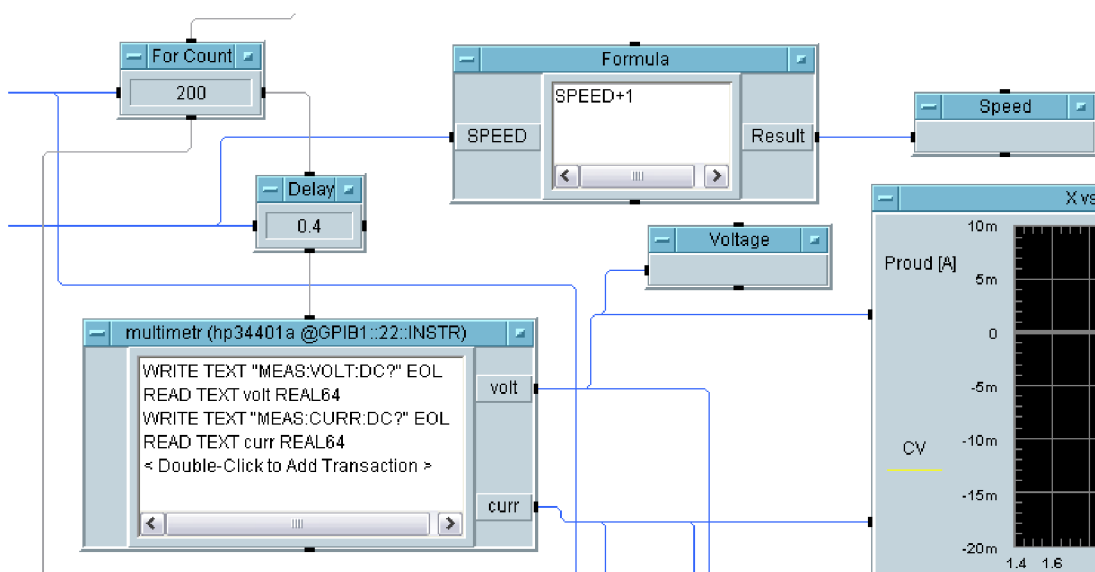 For Count
200
Formula
SPEED+1
SPEED
Result
Speed
Delay
0.4
Voltage
X vs
10m
Proud [A]
5m
0
-5m
-10m
CV
-15m
-20m
1.4 1.6
multimetr (hp34401a @GPIB1::22::INSTR)
WRITE TEXT "MEAS:VOLT:DC?" EOL
READ TEXT volt REAL64
WRITE TEXT "MEAS:CURR:DC?" EOL
READ TEXT curr REAL64
< Double-Click to Add Transaction >
volt
curr